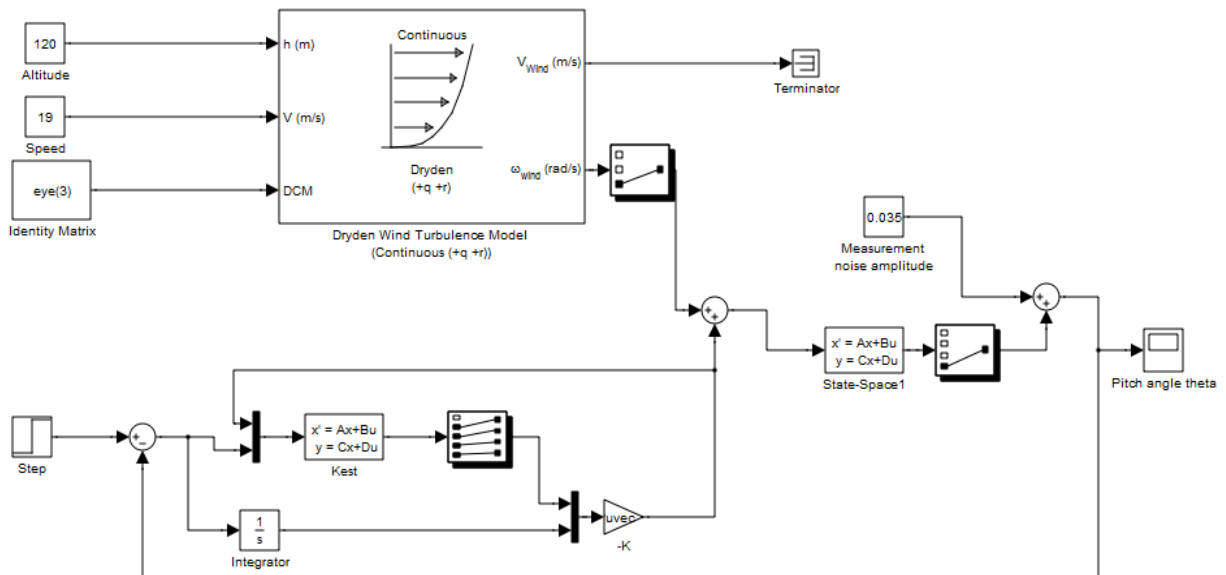 120
Altitude
19
Speed
eye(3)
Identity Matrix
h (m)
V (m/s)
DCM
Continuous
Dryden
(+q +r)
V_Wind (m/s)
ω_wind (rad/s)
Dryden Wind Turbulence Model
(Continuous (+q +r))
Terminator
0.035
Measurement
noise amplitude
+
+
x' = Ax+Bu
y = Cx+Du
State-Space1
+
+
Pitch angle theta
Step
+
−
x' = Ax+Bu
y = Cx+Du
Kest
1
s
Integrator
uvec
-K